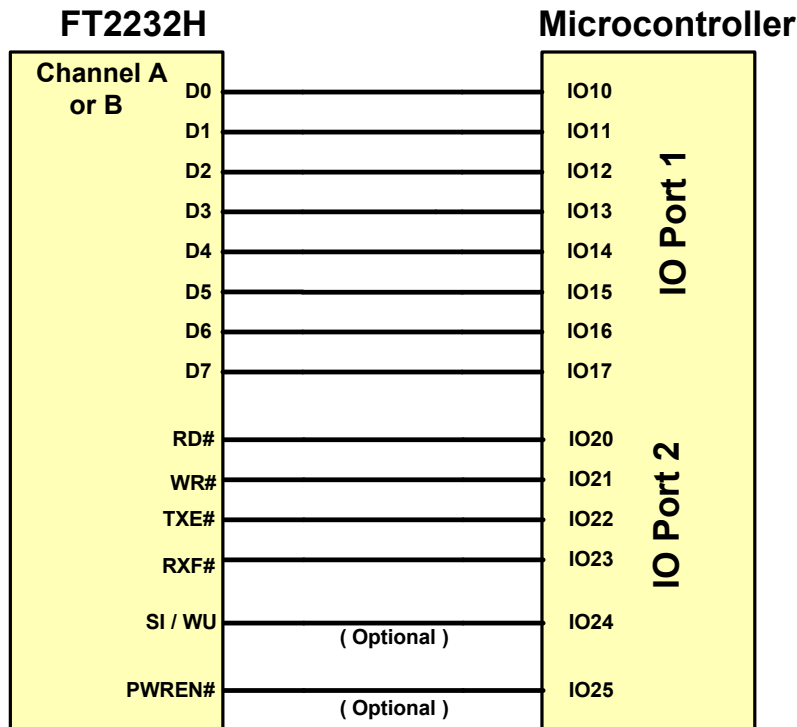 FT2232H
Microcontroller
Channel A
or B
D0
IO10
D1
IO11
D2
IO12
D3
IO13
D4
IO14
D5
IO15
D6
IO16
D7
IO17
IO Port 1
RD#
IO20
WR#
IO21
TXE#
IO22
RXF#
IO23
IO Port 2
SI / WU
( Optional )
IO24
PWREN#
( Optional )
IO25